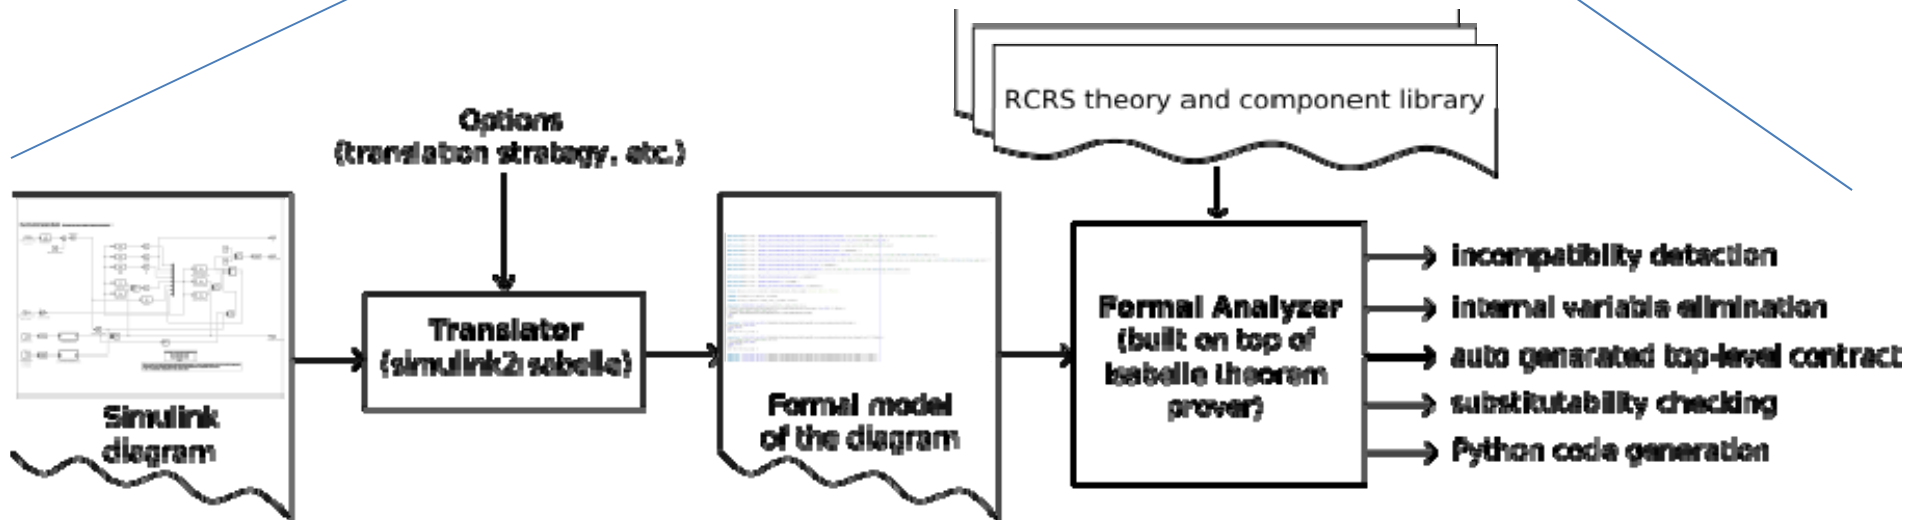 RCRS theory and component library
Options
(translation strategy, etc.)
Simulink
diagram
Translator
(simulink2isabelle)
Formal model
of the diagram
Formal Analyzer
(built on top of
Isabelle theorem
prover)
incompatibility detection
internal variable elimination
auto generated top-level contract
substitutability checking
Python code generation